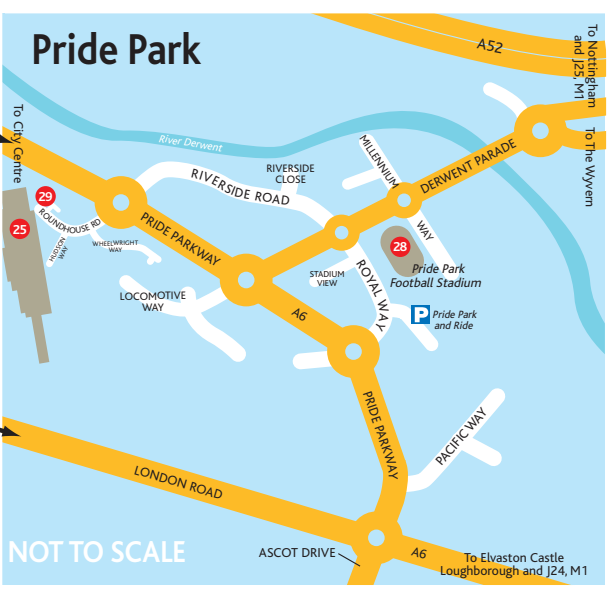 Pride Park
A52
To Nottingham
and J25, M1
To City Centre
River Derwent
To The Wyvern
MILLENNIUM
WAY
DERWENT PARADE
RIVERSIDE
CLOSE
RIVERSIDE ROAD
29
25
ROUNDHOUSE RD
HUDSON
WAY
WHEELWRIGHT
WAY
PRIDE PARKWAY
28
Pride Park
Football Stadium
STADIUM
VIEW
ROYAL WAY
LOCOMOTIVE
WAY
A6
P
Pride Park
and Ride
PRIDE PARKWAY
PACIFIC WAY
LONDON ROAD
NOT TO SCALE
ASCOT DRIVE
A6
To Elvaston Castle
Loughborough and J24, M1